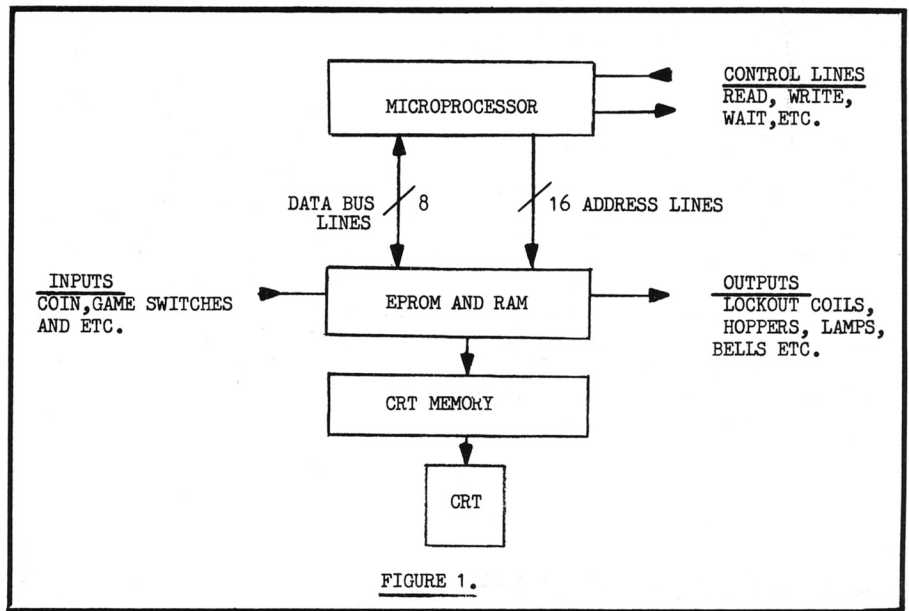 MICROPROCESSOR
CONTROL LINES
READ, WRITE,
WAIT,ETC.
DATA BUS
LINES
8
16 ADDRESS LINES
INPUTS
COIN,GAME SWITCHES
AND ETC.
EPROM AND RAM
OUTPUTS
LOCKOUT COILS,
HOPPERS, LAMPS,
BELLS ETC.
CRT MEMORY
CRT
FIGURE 1.